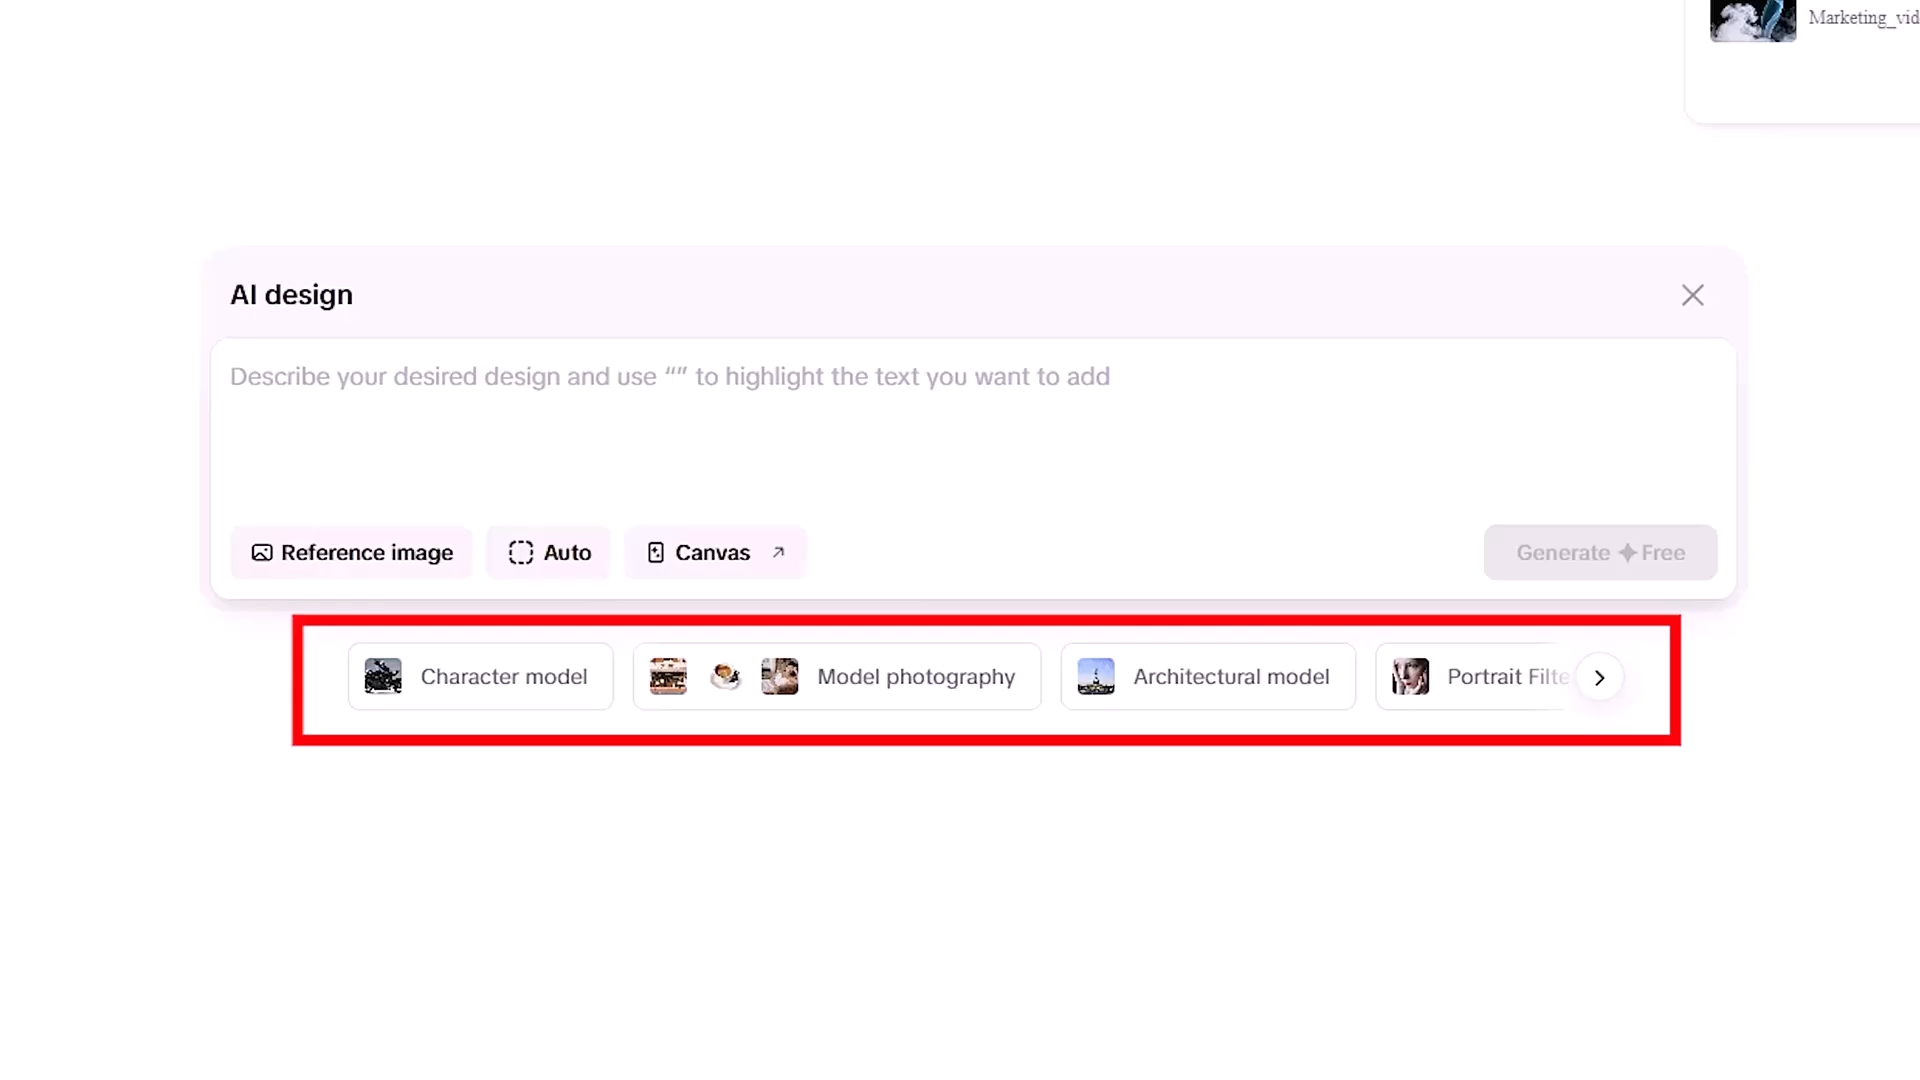 Marketing_vid
AI design
Describe your desired design and use “” to highlight the text you want to add
Reference image
Auto
Canvas
Generate Free
Character model
Model photography
Architectural model
Portrait Filte